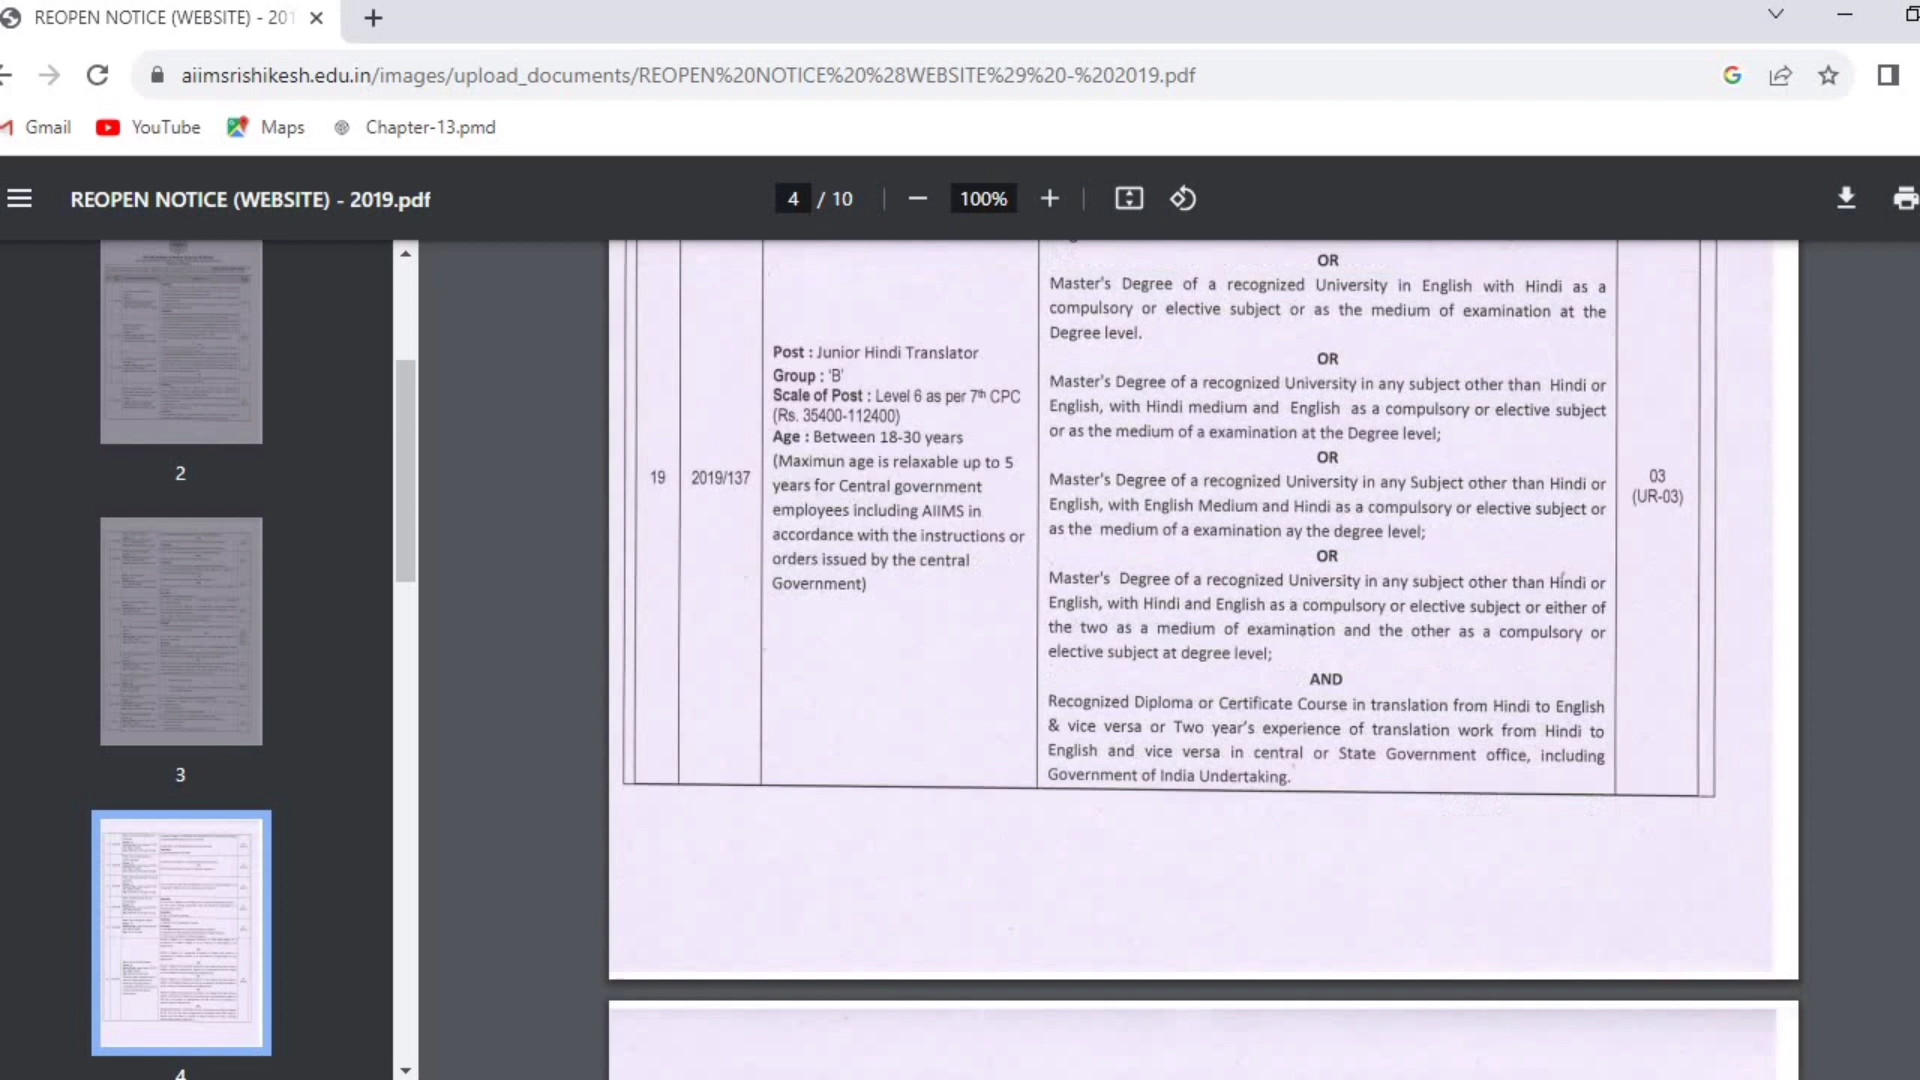 REOPEN NOTICE (WEBSITE) - 201
aiimsrishikesh.edu.in/images/upload_documents/REOPEN%20NOTICE%20%28WEBSITE%29%20-%202019.pdf
Gmail YouTube Maps Chapter-13.pmd
REOPEN NOTICE (WEBSITE) - 2019.pdf
4 / 10
100%
2
3
4
19
2019/137
Post : Junior Hindi Translator
Group : 'B'
Scale of Post : Level 6 as per 7th CPC
(Rs. 35400-112400)
Age : Between 18-30 years
(Maximun age is relaxable up to 5
years for Central government
employees including AIIMS in
accordance with the instructions or
orders issued by the central
Government)
OR
Master's Degree of a recognized University in English with Hindi as a
compulsory or elective subject or as the medium of examination at the
Degree level.
OR
Master's Degree of a recognized University in any subject other than Hindi or
English, with Hindi medium and English as a compulsory or elective subject
or as the medium of a examination at the Degree level;
OR
Master's Degree of a recognized University in any Subject other than Hindi or
English, with English Medium and Hindi as a compulsory or elective subject or
as the medium of a examination ay the degree level;
OR
Master's Degree of a recognized University in any subject other than Hindi or
English, with Hindi and English as a compulsory or elective subject or either of
the two as a medium of examination and the other as a compulsory or
elective subject at degree level;
AND
Recognized Diploma or Certificate Course in translation from Hindi to English
& vice versa or Two year's experience of translation work from Hindi to
English and vice versa in central or State Government office, including
Government of India Undertaking.
03
(UR-03)